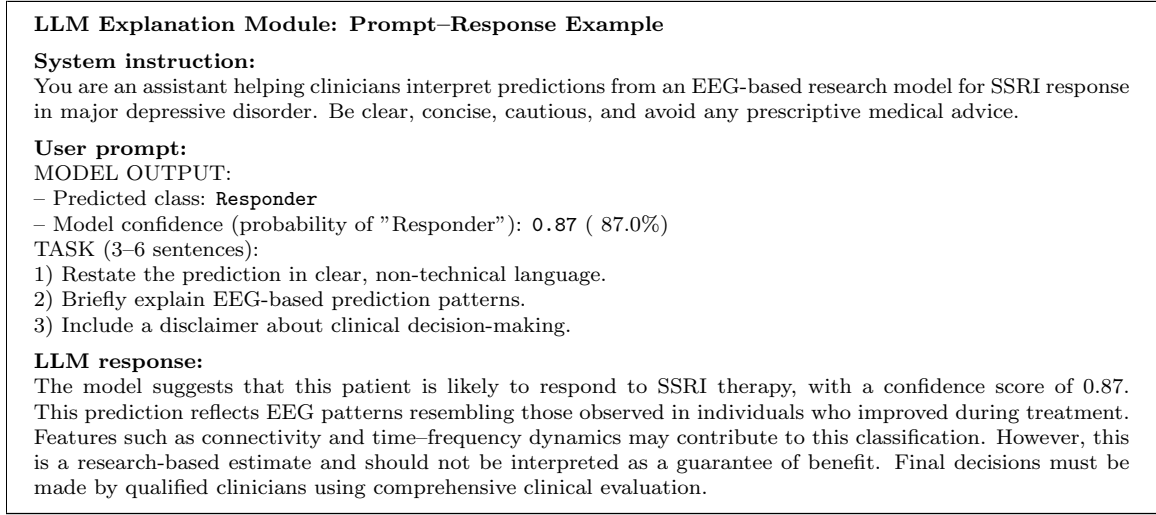 LLM Explanation Module: Prompt–Response Example
System instruction:
You are an assistant helping clinicians interpret predictions from an EEG-based research model for SSRI response
in major depressive disorder. Be clear, concise, cautious, and avoid any prescriptive medical advice.
User prompt:
MODEL OUTPUT:
– Predicted class: Responder
– Model confidence (probability of ”Responder”): 0.87 ( 87.0%)
TASK (3–6 sentences):
1) Restate the prediction in clear, non-technical language.
2) Briefly explain EEG-based prediction patterns.
3) Include a disclaimer about clinical decision-making.
LLM response:
The model suggests that this patient is likely to respond to SSRI therapy, with a confidence score of 0.87.
This prediction reflects EEG patterns resembling those observed in individuals who improved during treatment.
Features such as connectivity and time–frequency dynamics may contribute to this classification. However, this
is a research-based estimate and should not be interpreted as a guarantee of benefit. Final decisions must be
made by qualified clinicians using comprehensive clinical evaluation.